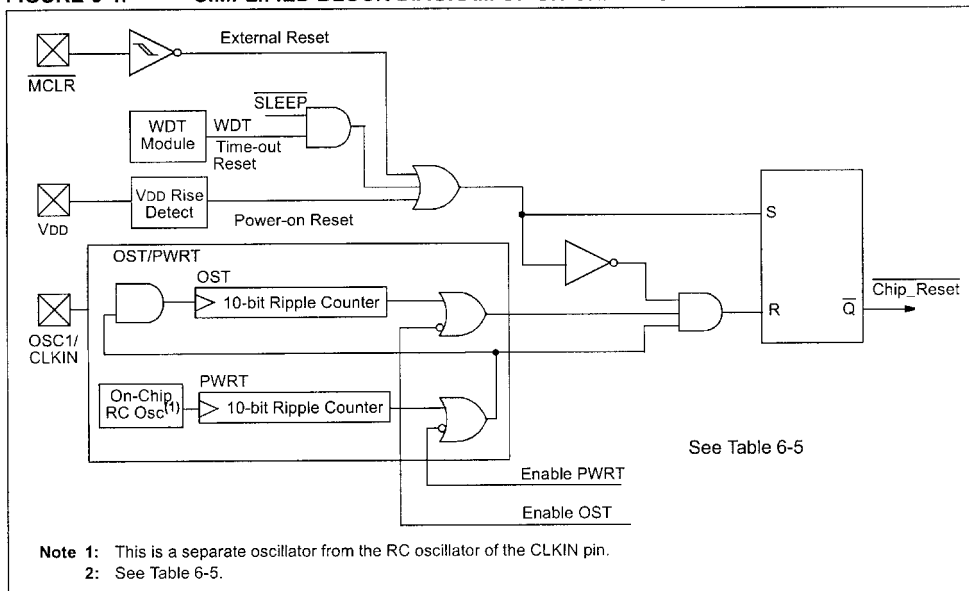 External Reset
MCLR
SLEEP
WDT
Module
WDT
Time-out
Reset
VDD Rise
Detect
VDD
Power-on Reset
S
OST/PWRT
OST
10-bit Ripple Counter
OSC1/
CLKIN
R
Q
Chip_Reset
PWRT
On-Chip
RC Osc(1)
10-bit Ripple Counter
See Table 6-5
Enable PWRT
Enable OST
Note 1: This is a separate oscillator from the RC oscillator of the CLKIN pin.
2: See Table 6-5.